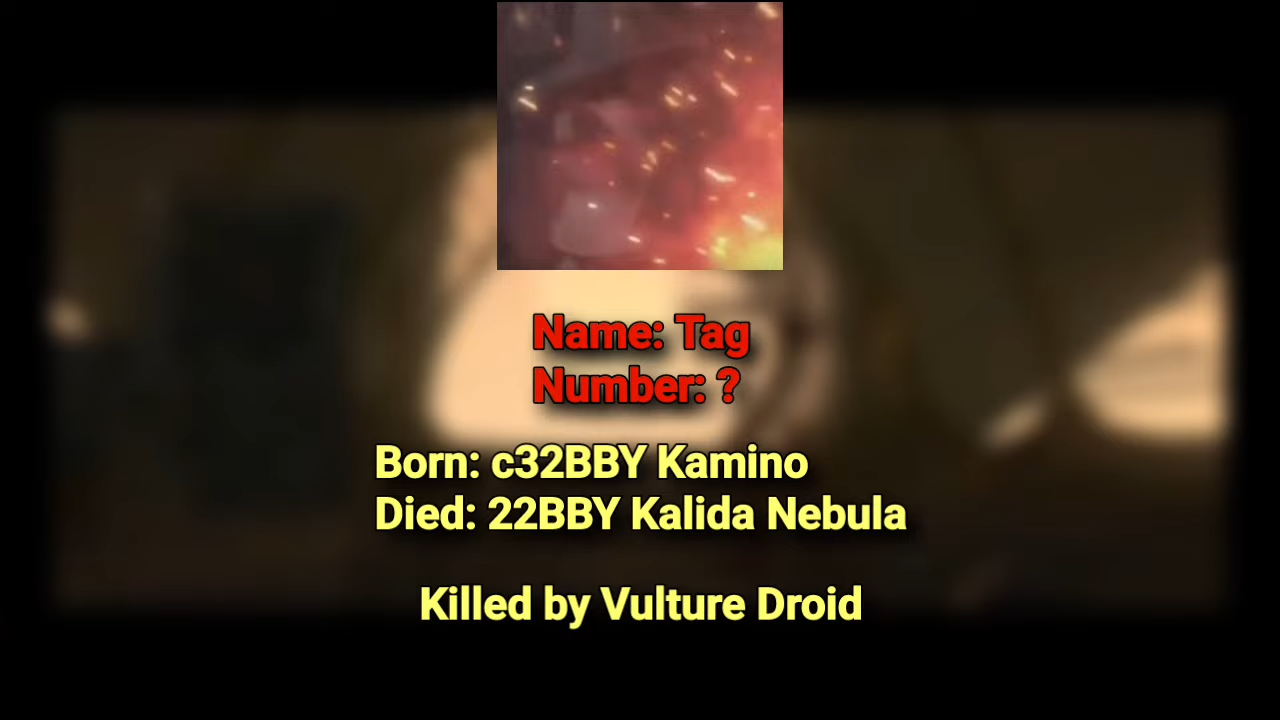 Name: Tag
Number: ?
Born: c32BBY Kamino
Died: 22BBY Kalida Nebula
Killed by Vulture Droid